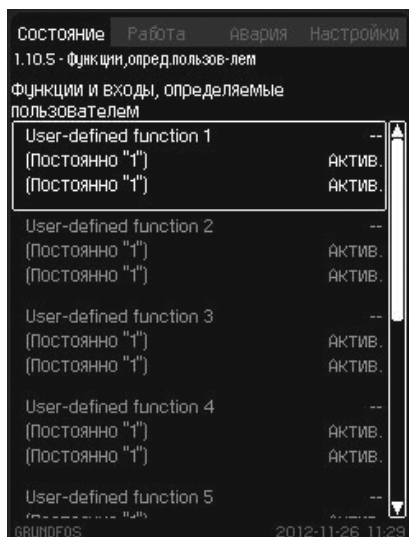 Состояние Работа Авария Настройки
1.10.5 - Функции,опред.пользов-лем
Функции и входы, определяемые
пользователем
User-defined function 1 --
(Постоянно "1") АКТИВ.
(Постоянно "1") АКТИВ.
User-defined function 2 --
(Постоянно "1") АКТИВ.
(Постоянно "1") АКТИВ.
User-defined function 3 --
(Постоянно "1") АКТИВ.
(Постоянно "1") АКТИВ.
User-defined function 4 --
(Постоянно "1") АКТИВ.
(Постоянно "1") АКТИВ.
User-defined function 5 --
GRUNDFOS 2012-11-26 11:29